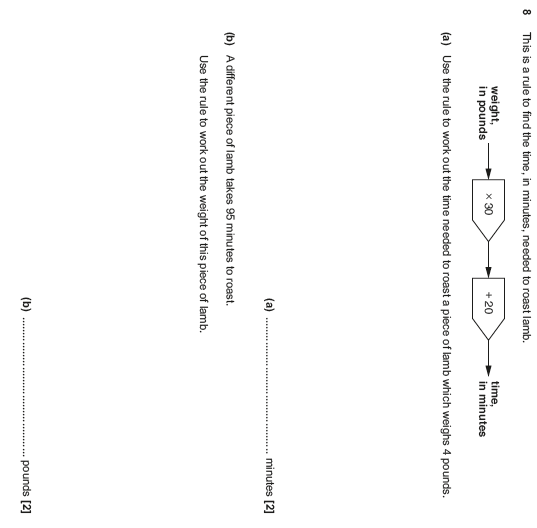 8 This is a rule to find the time, in minutes, needed to roast lamb.
weight,
in pounds
× 30
+ 20
time,
in minutes
(a) Use the rule to work out the time needed to roast a piece of lamb which weighs 4 pounds.
(a) ................................................ minutes [2]
(b) A different piece of lamb takes 95 minutes to roast.
Use the rule to work out the weight of this piece of lamb.
(b) ................................................ pounds [2]